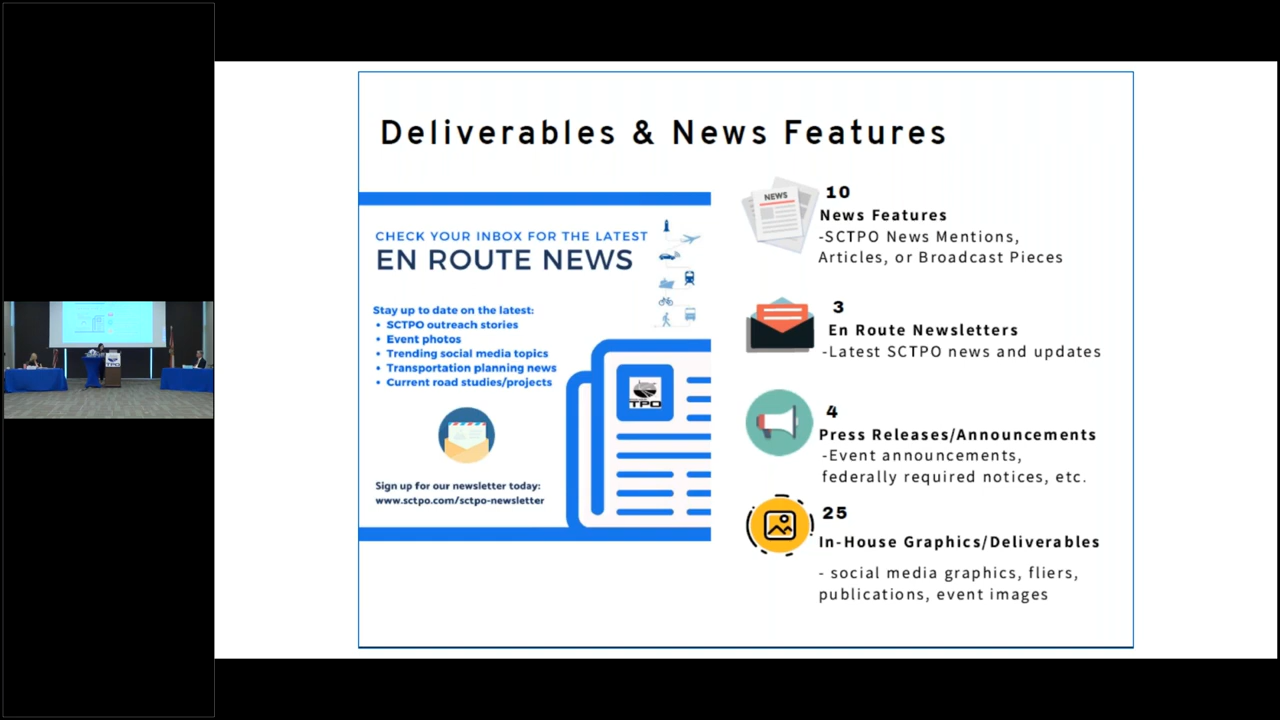 Deliverables & News Features
CHECK YOUR INBOX FOR THE LATEST
EN ROUTE NEWS
Stay up to date on the latest:
• SCTPO outreach stories
• Event photos
• Trending social media topics
• Transportation planning news
• Current road studies/projects
Sign up for our newsletter today:
www.sctpo.com/sctpo-newsletter
TPO
NEWS
10
News Features
-SCTPO News Mentions,
Articles, or Broadcast Pieces
3
En Route Newsletters
-Latest SCTPO news and updates
4
Press Releases/Announcements
-Event announcements,
federally required notices, etc.
25
In-House Graphics/Deliverables
- social media graphics, fliers,
publications, event images